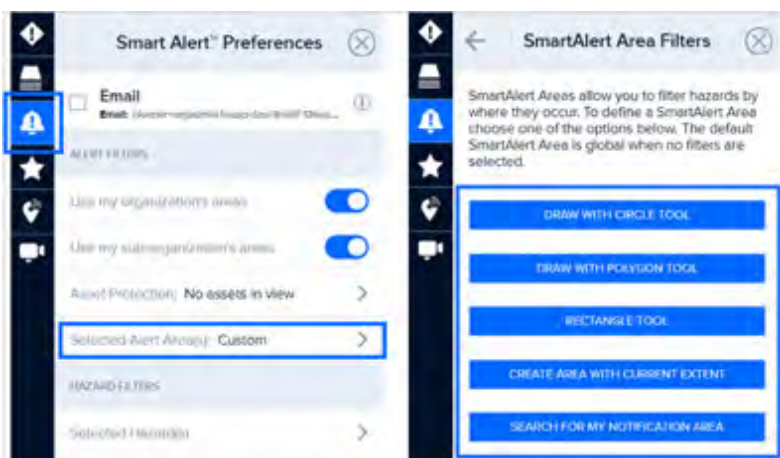 Smart Alert™ Preferences
Email
Email:
ALERT FILTERS
Use my organization's areas
Use my suborganization's areas
Asset Protection: No assets in view
Selected Alert Area(s): Custom
HAZARD FILTERS
Selected Hazard(s)
SmartAlert Area Filters
SmartAlert Areas allow you to filter hazards by
where they occur. To define a SmartAlert Area
choose one of the options below. The default
SmartAlert Area is global when no filters are
selected.
DRAW WITH CIRCLE TOOL
DRAW WITH POLYGON TOOL
RECTANGLE TOOL
CREATE AREA WITH CURRENT EXTENT
SEARCH FOR MY NOTIFICATION AREA